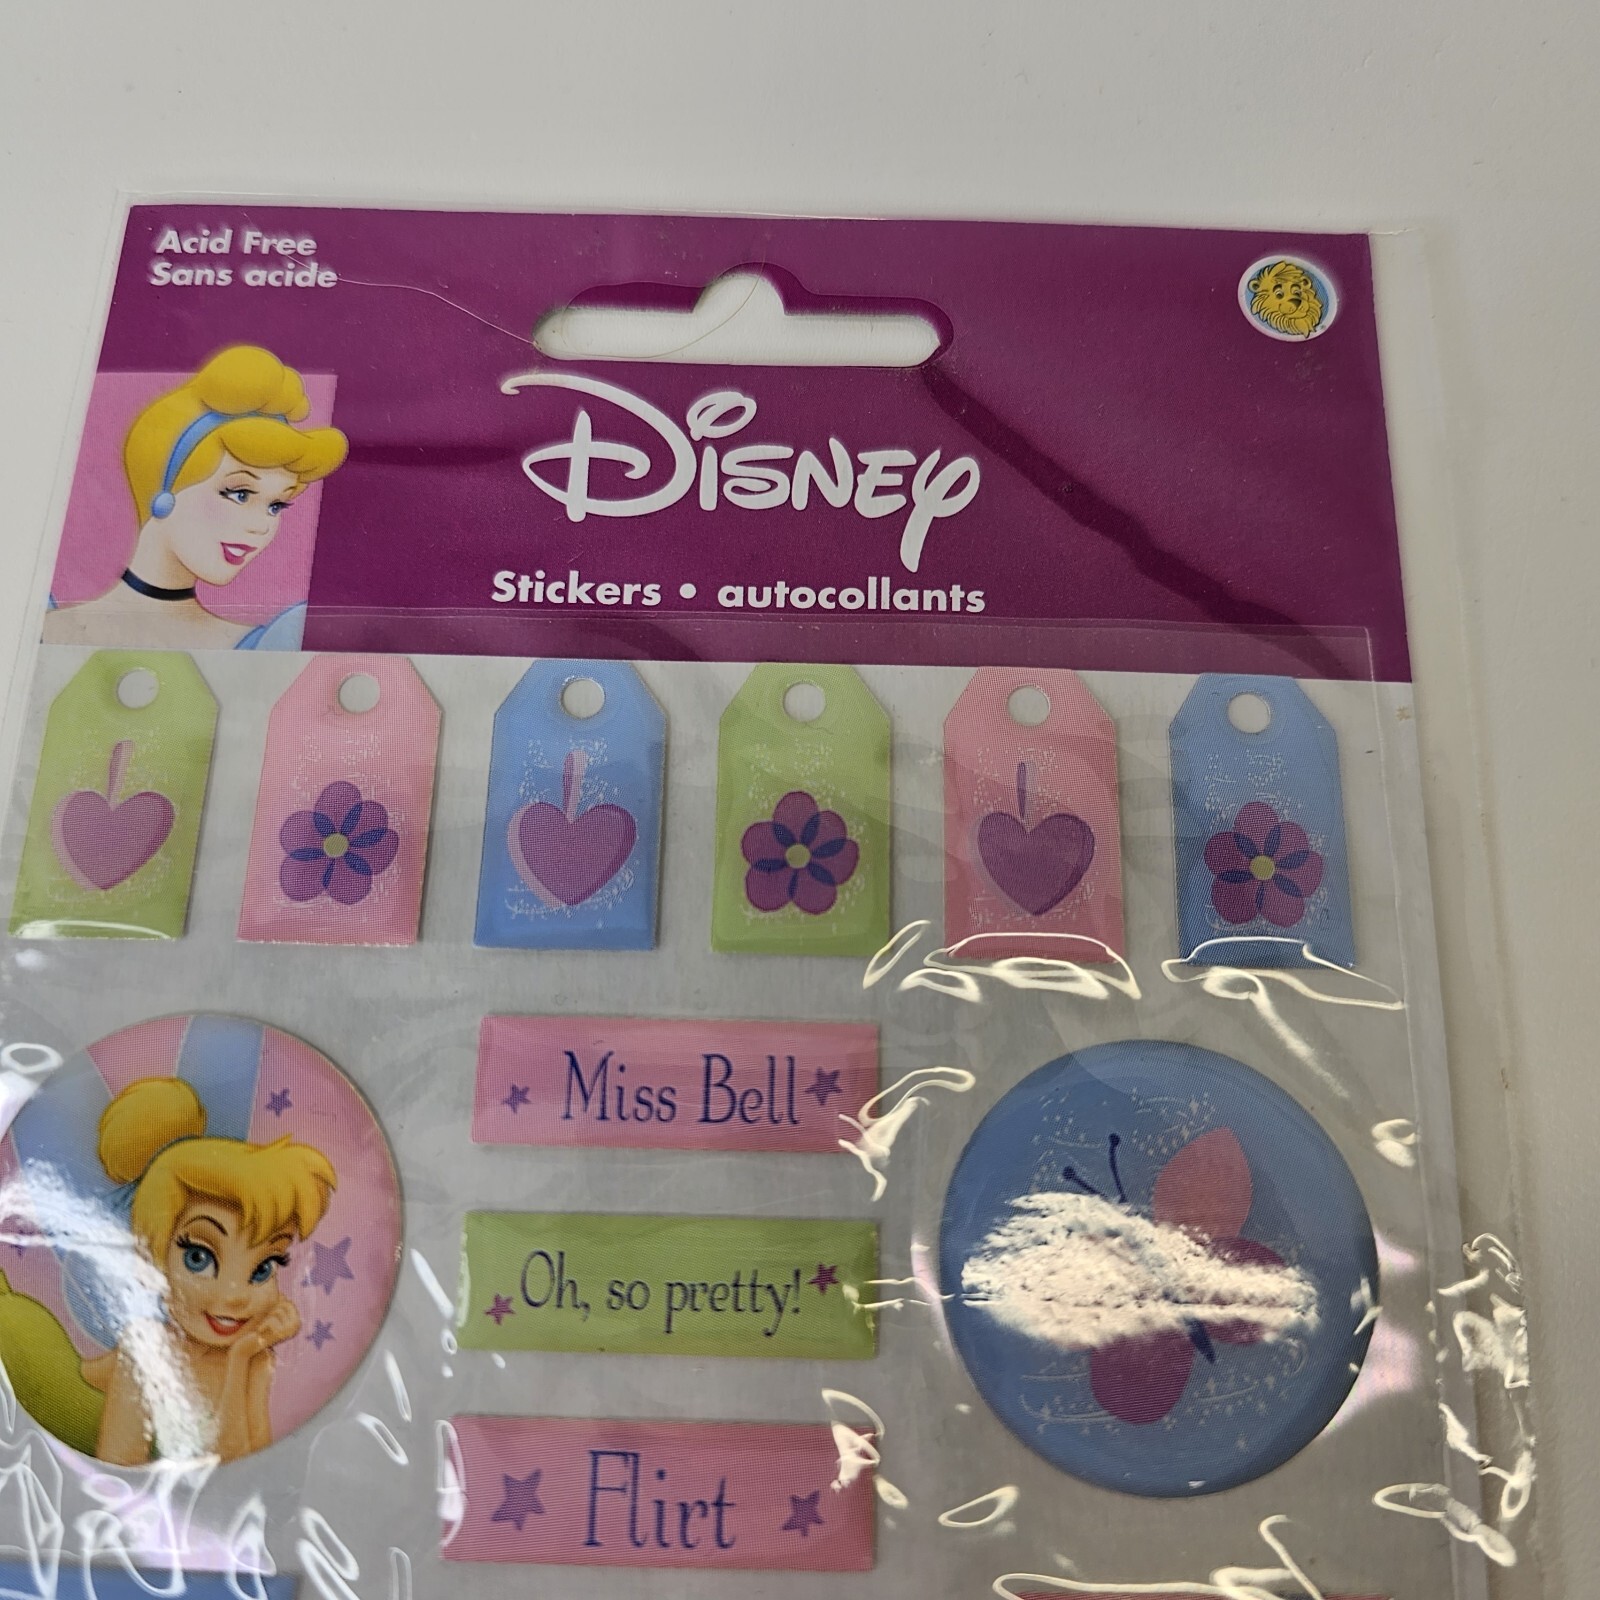 Acid Free
Sans acide
Disney
Stickers • autocollants
Miss Bell
Oh, so pretty!
Flirt